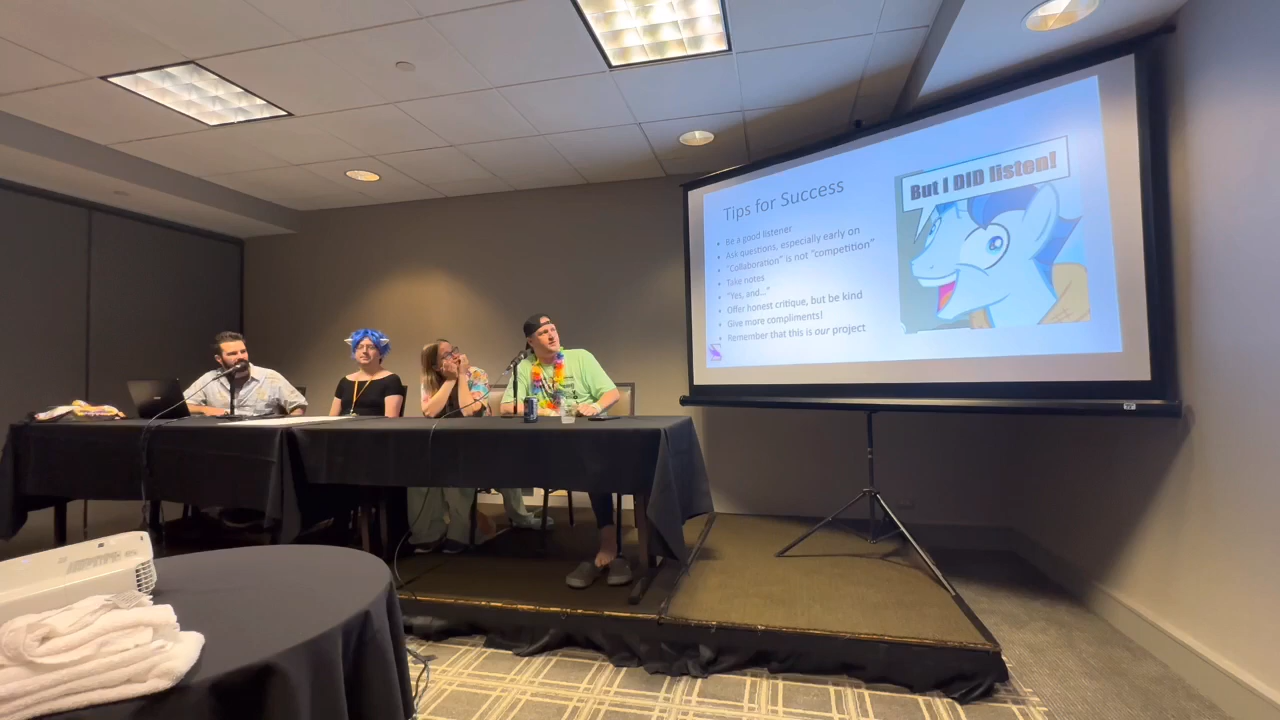 Tips for Success
• Be a good listener
• Ask questions, especially early on
• "Collaboration" is not "competition"
• Take notes
• "Yes, and…"
• Offer honest critique, but be kind
• Give more compliments!
• Remember that this is our project
But I DID listen!